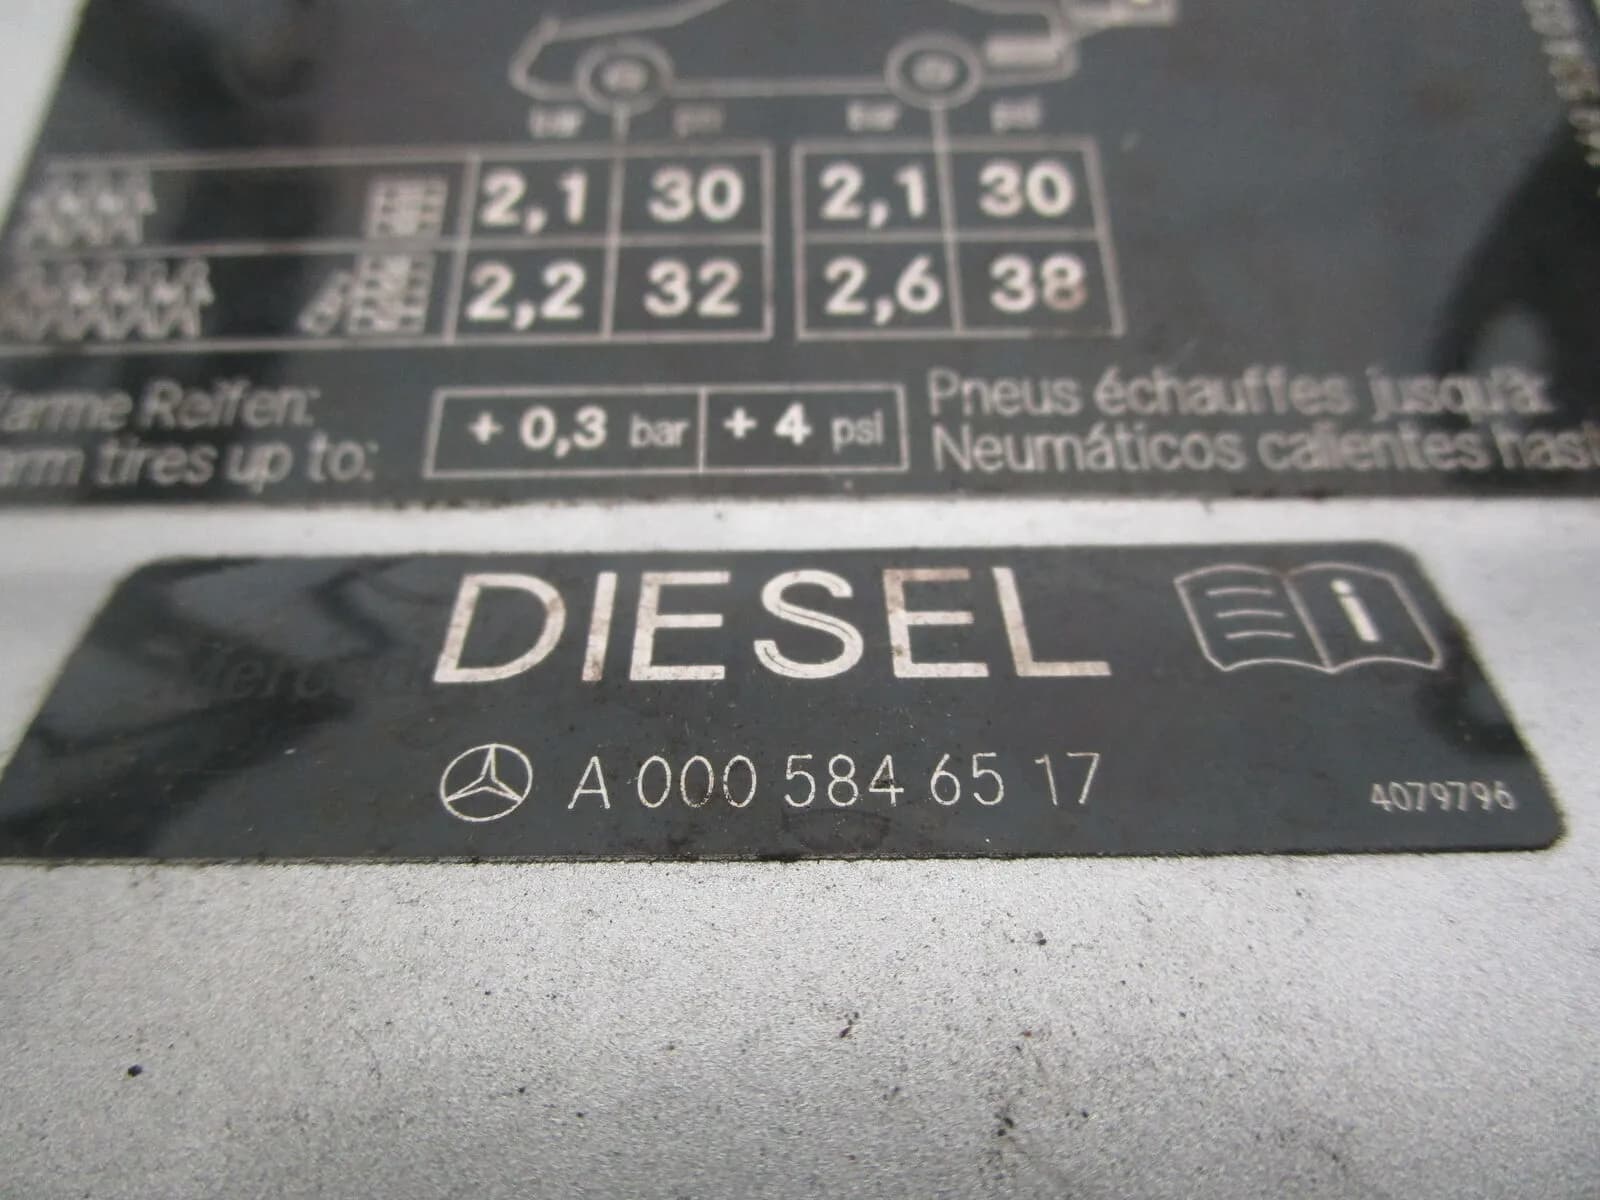 bar psi bar psi
2,1 30 2,1 30
2,2 32 2,6 38
arme Reifen: + 0,3 bar + 4 psi Pneus échauffes jusqu'à:
arm tires up to: Neumáticos calientes hast
DIESEL i
A 000 584 65 17 4079796